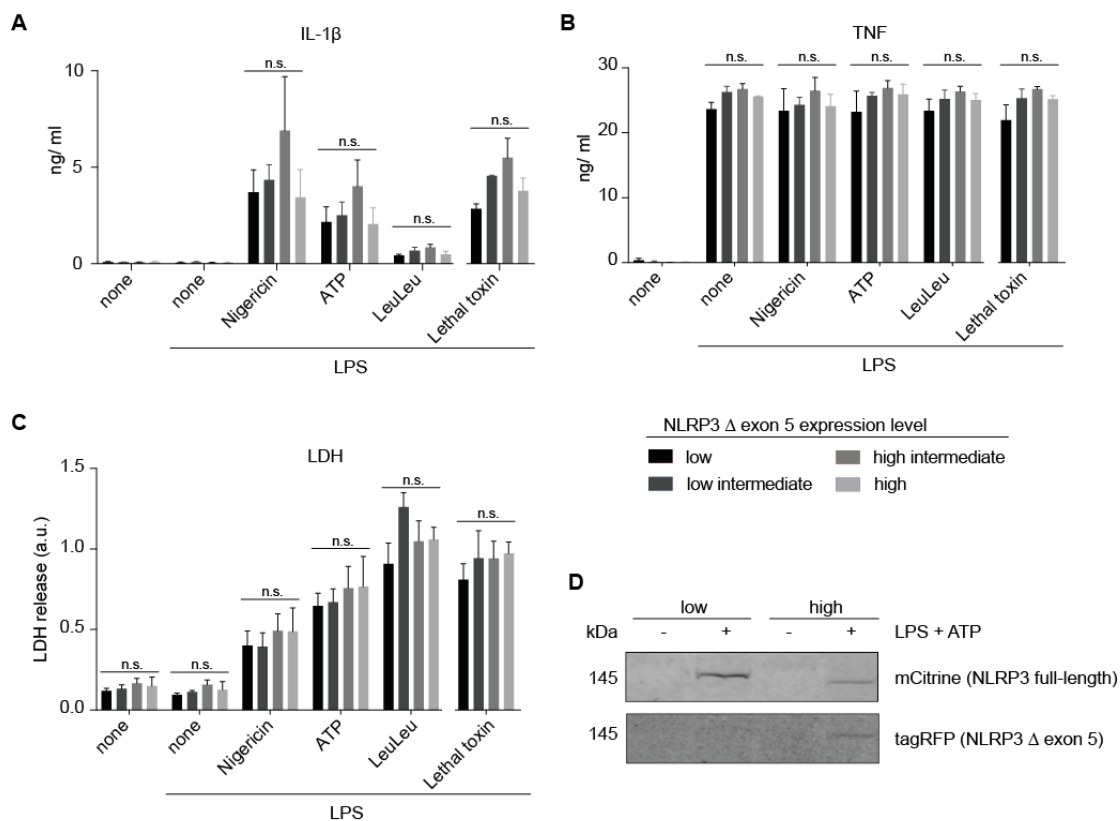 A
IL-1β
ng/ ml
10
5
0
n.s.
n.s.
n.s.
n.s.
none
none
Nigericin
ATP
LeuLeu
Lethal toxin
LPS
B
TNF
ng/ ml
30
20
10
0
n.s.
n.s.
n.s.
n.s.
n.s.
none
none
Nigericin
ATP
LeuLeu
Lethal toxin
LPS
C
LDH
LDH release (a.u.)
1.5
1.0
0.5
0.0
n.s.
n.s.
n.s.
n.s.
n.s.
n.s.
none
none
Nigericin
ATP
LeuLeu
Lethal toxin
LPS
NLRP3 Δ exon 5 expression level
low
high intermediate
low intermediate
high
D
low high
kDa - + - + LPS + ATP
145 mCitrine (NLRP3 full-length)
145 tagRFP (NLRP3 Δ exon 5)